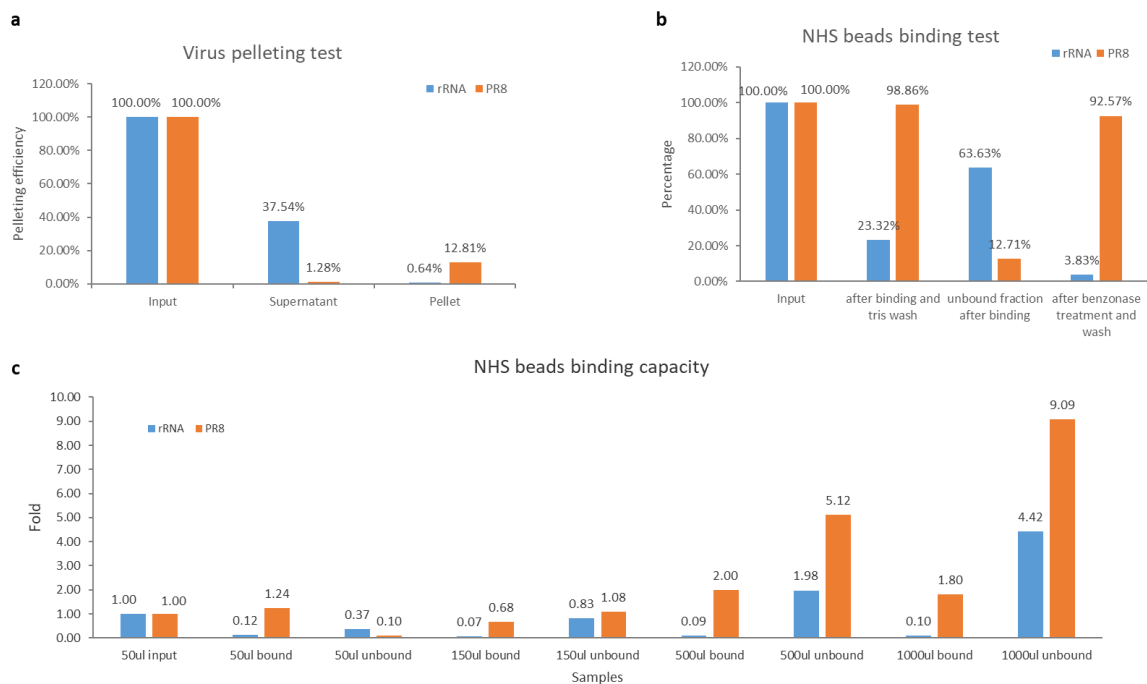 a
Virus pelleting test
rRNA PR8
Pelleting efficiency
120.00%
100.00%
80.00%
60.00%
40.00%
20.00%
0.00%
100.00% 100.00%
37.54%
1.28%
0.64%
12.81%
Input Supernatant Pellet
b
NHS beads binding test
rRNA PR8
Percentage
120.00%
100.00%
80.00%
60.00%
40.00%
20.00%
0.00%
100.00% 100.00%
23.32%
98.86%
63.63%
12.71%
3.83%
92.57%
Input
after binding and
tris wash
unbound fraction
after binding
after benzonase
treatment and
wash
c
NHS beads binding capacity
rRNA PR8
Fold
10.00
9.00
8.00
7.00
6.00
5.00
4.00
3.00
2.00
1.00
0.00
1.00 1.00
0.12 1.24
0.37 0.10
0.07 0.68
0.83 1.08
0.09 2.00
1.98 5.12
0.10 1.80
4.42 9.09
50ul input 50ul bound 50ul unbound 150ul bound 150ul unbound 500ul bound 500ul unbound 1000ul bound 1000ul unbound
Samples